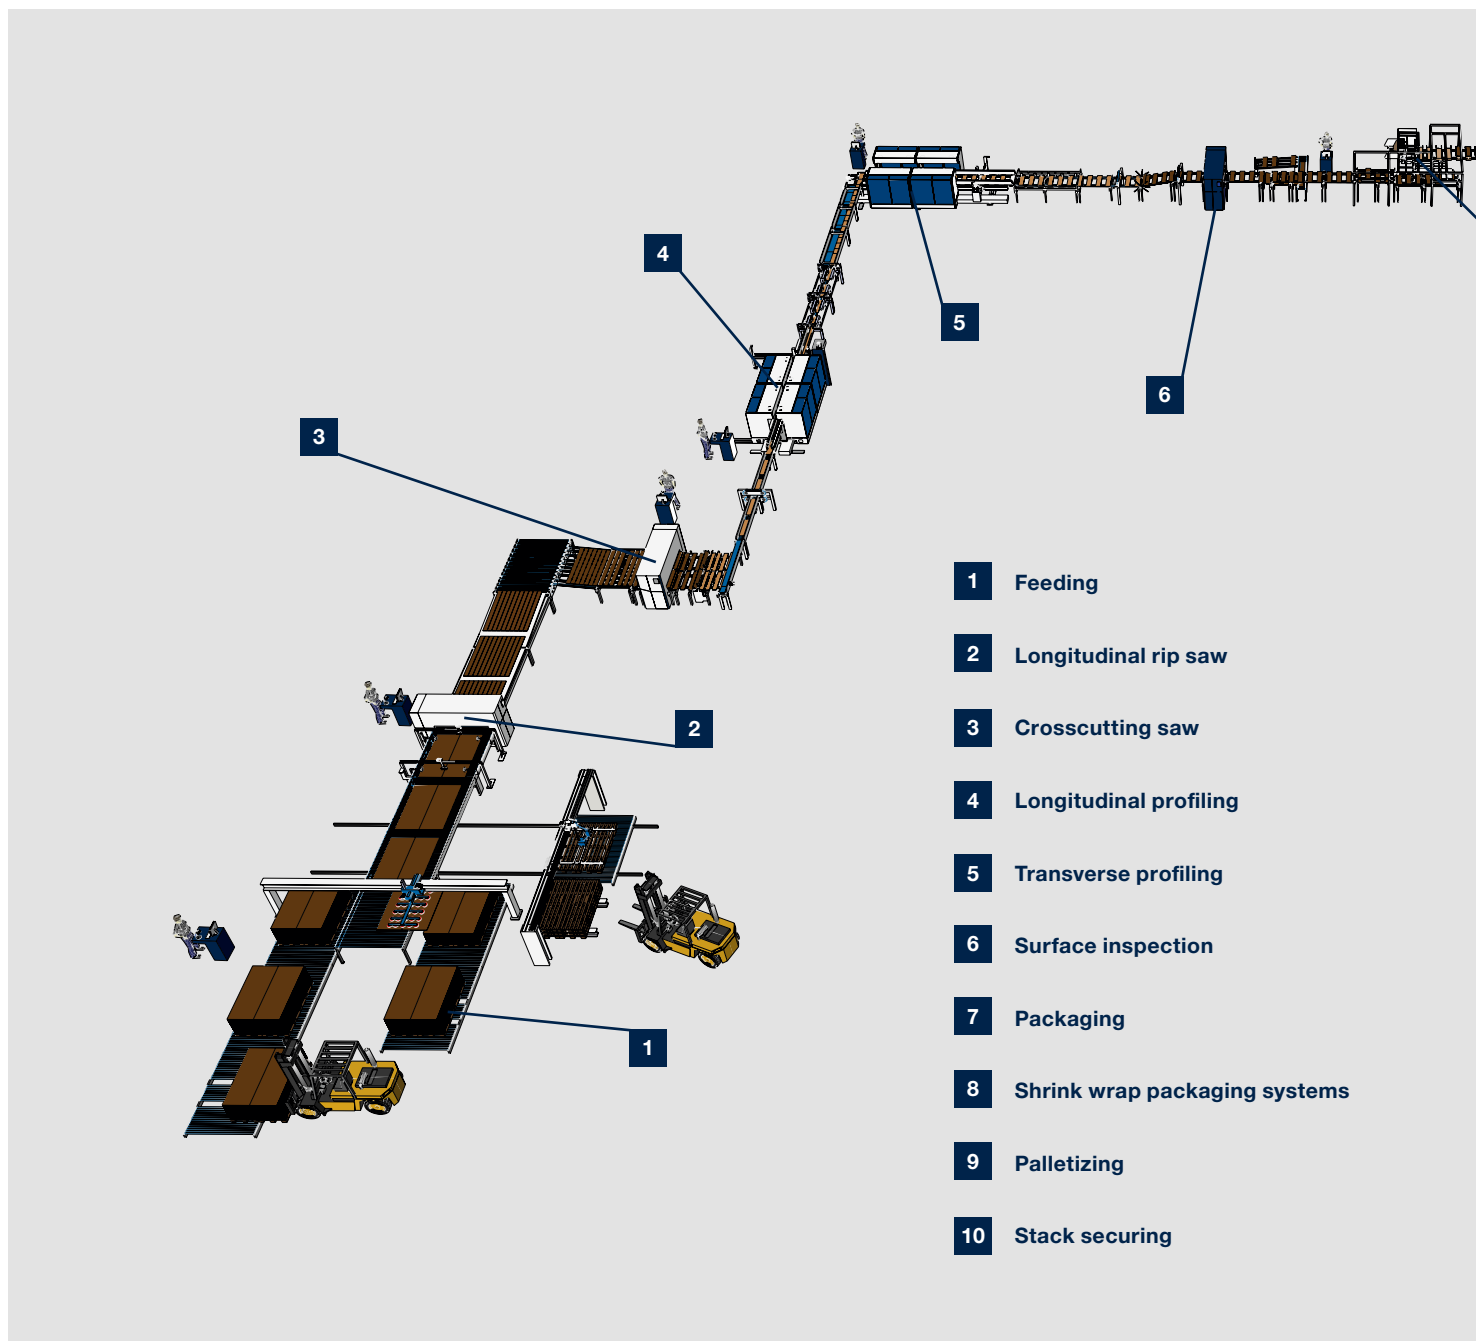 4
5
6
3
2
1
1 Feeding
2 Longitudinal rip saw
3 Crosscutting saw
4 Longitudinal profiling
5 Transverse profiling
6 Surface inspection
7 Packaging
8 Shrink wrap packaging systems
9 Palletizing
10 Stack securing